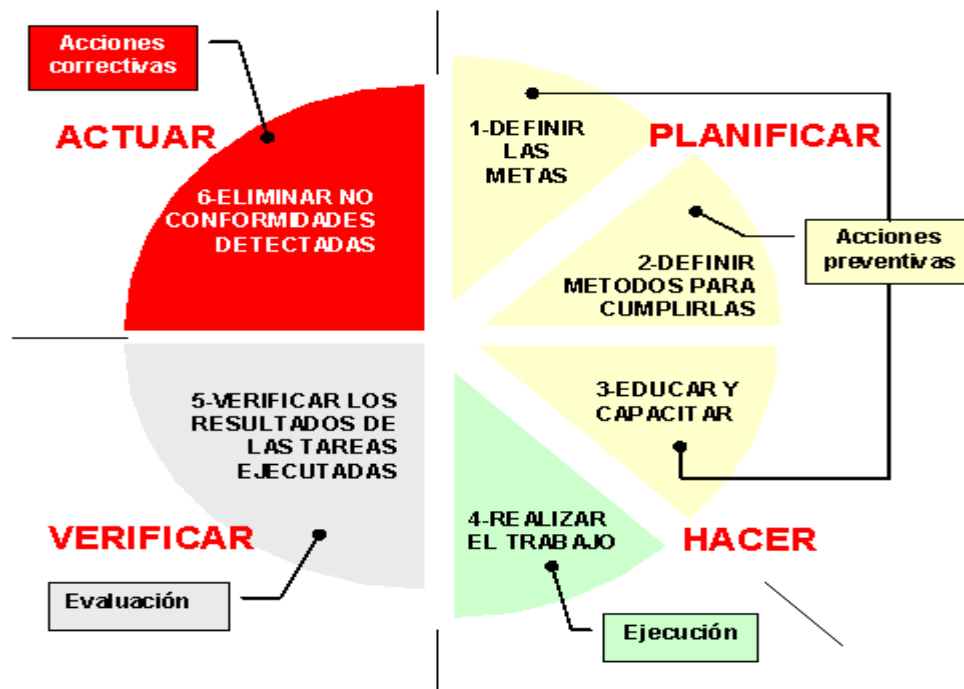 Acciones
correctivas
ACTUAR
6-ELIMINAR NO
CONFORMIDADES
DETECTADAS
1-DEFINIR
LAS
METAS
PLANIFICAR
2-DEFINIR
METODOS PARA
CUMPLIRLAS
Acciones
preventivas
3-EDUCAR Y
CAPACITAR
HACER
4-REALIZAR
EL TRABAJO
Ejecución
5-VERIFICAR LOS
RESULTADOS DE
LAS TAREAS
EJECUTADAS
VERIFICAR
Evaluación